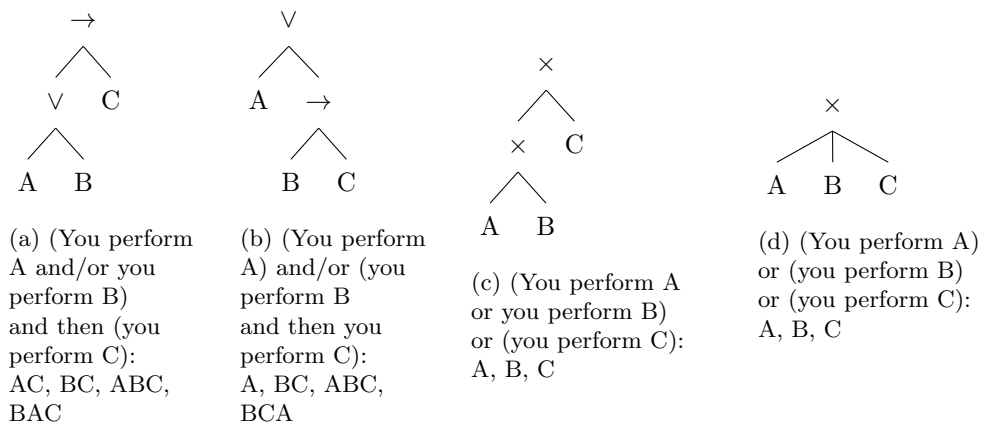 →
∨ C
A B
(a) (You perform
A and/or you
perform B)
and then (you
perform C):
AC, BC, ABC,
BAC
∨
A →
B C
(b) (You perform
A) and/or (you
perform B
and then you
perform C):
A, BC, ABC,
BCA
×
× C
A B
(c) (You perform A
or you perform B)
or (you perform C):
A, B, C
×
A B C
(d) (You perform A)
or (you perform B)
or (you perform C):
A, B, C